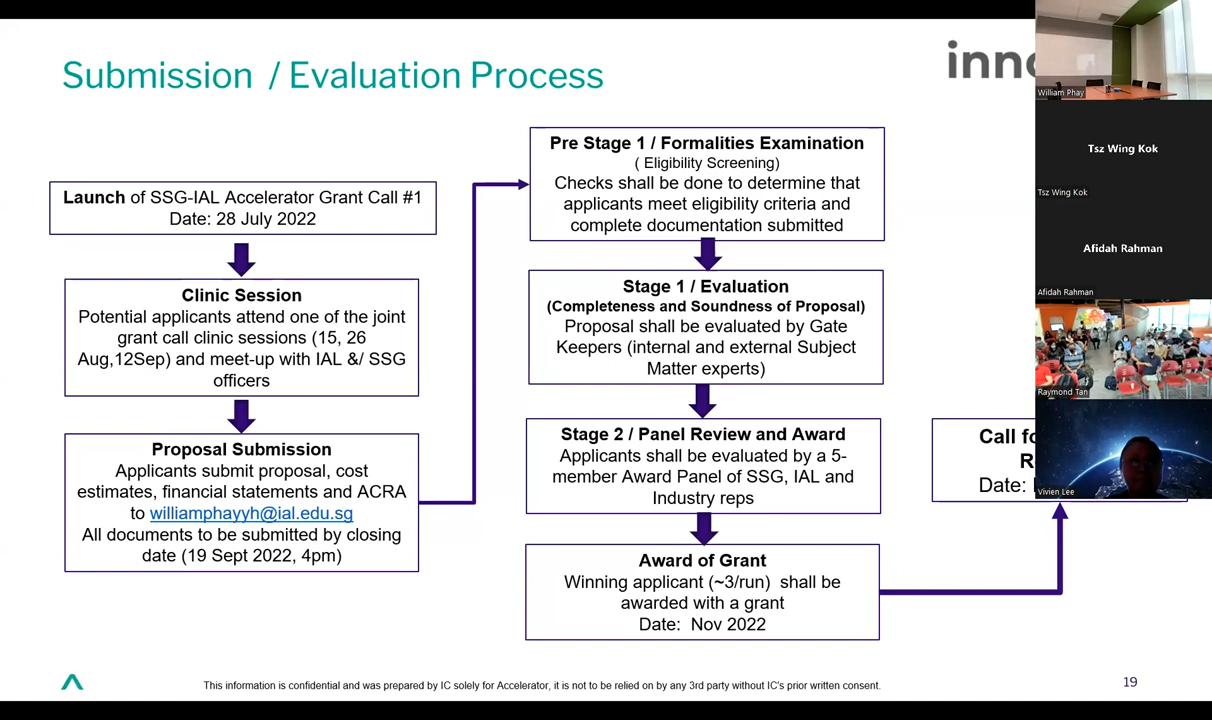 Submission / Evaluation Process
Launch of SSG-IAL Accelerator Grant Call #1
Date: 28 July 2022
Clinic Session
Potential applicants attend one of the joint
grant call clinic sessions (15, 26
Aug,12Sep) and meet-up with IAL &/ SSG
officers
Proposal Submission
Applicants submit proposal, cost
estimates, financial statements and ACRA
to williamphayyh@ial.edu.sg
All documents to be submitted by closing
date (19 Sept 2022, 4pm)
Pre Stage 1 / Formalities Examination
( Eligibility Screening)
Checks shall be done to determine that
applicants meet eligibility criteria and
complete documentation submitted
Stage 1 / Evaluation
(Completeness and Soundness of Proposal)
Proposal shall be evaluated by Gate
Keepers (internal and external Subject
Matter experts)
Stage 2 / Panel Review and Award
Applicants shall be evaluated by a 5-
member Award Panel of SSG, IAL and
Industry reps
Award of Grant
Winning applicant (~3/run) shall be
awarded with a grant
Date: Nov 2022
Call
R
Date:
This information is confidential and was prepared by IC solely for Accelerator, it is not to be relied on by any 3rd party without IC's prior written consent.
19
inno
William Phay
Tsz Wing Kok
Tsz Wing Kok
Afidah Rahman
Afidah Rahman
Raymond Tan
Vivien Lee